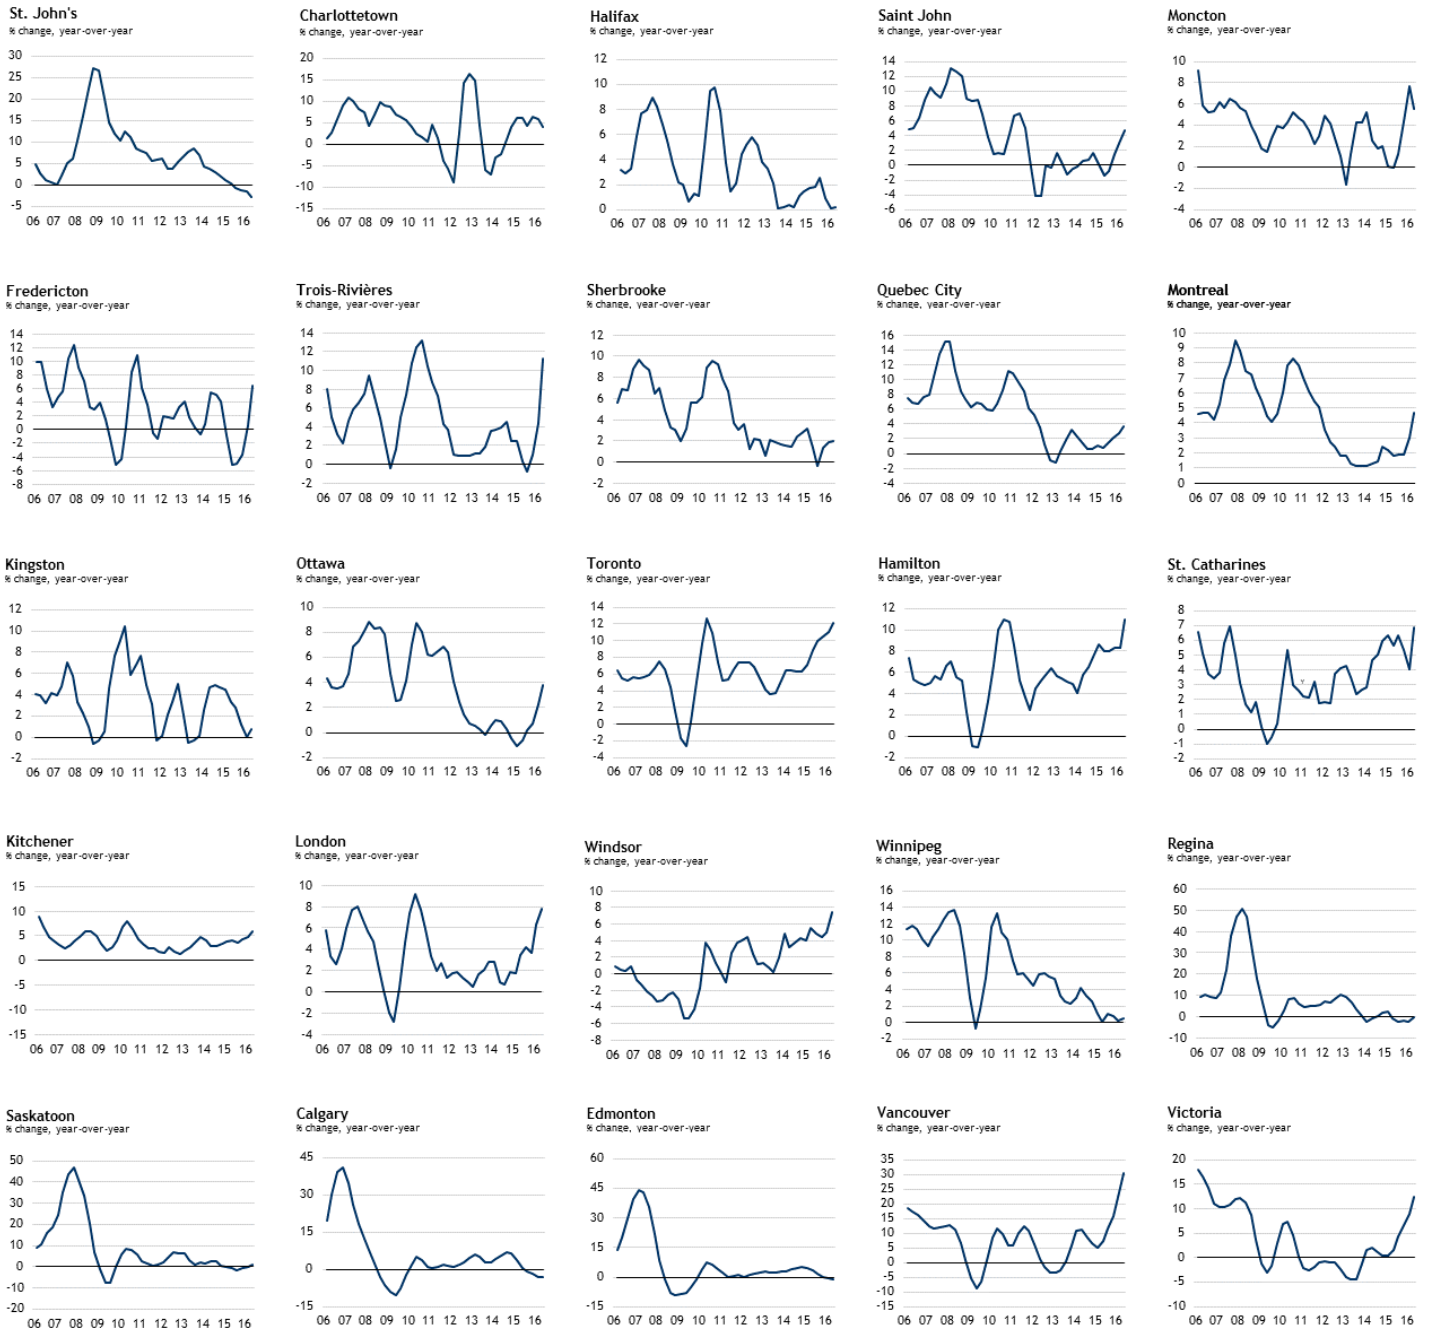 St. John's
% change, year-over-year
30
25
20
15
10
5
0
-5
06 07 08 09 10 11 12 13 14 15 16
Charlottetown
% change, year-over-year
20
15
10
5
0
-5
-10
-15
06 07 08 09 10 11 12 13 14 15 16
Halifax
% change, year-over-year
12
10
8
6
4
2
0
06 07 08 09 10 11 12 13 14 15 16
Saint John
% change, year-over-year
14
12
10
8
6
4
2
0
-2
-4
-6
06 07 08 09 10 11 12 13 14 15 16
Moncton
% change, year-over-year
10
8
6
4
2
0
-2
-4
06 07 08 09 10 11 12 13 14 15 16
Fredericton
% change, year-over-year
14
12
10
8
6
4
2
0
-2
-4
-6
-8
06 07 08 09 10 11 12 13 14 15 16
Trois-Rivières
% change, year-over-year
14
12
10
8
6
4
2
0
-2
06 07 08 09 10 11 12 13 14 15 16
Sherbrooke
% change, year-over-year
12
10
8
6
4
2
0
-2
06 07 08 09 10 11 12 13 14 15 16
Quebec City
% change, year-over-year
16
14
12
10
8
6
4
2
0
-2
-4
06 07 08 09 10 11 12 13 14 15 16
Montreal
% change, year-over-year
10
9
8
7
6
5
4
3
2
1
0
06 07 08 09 10 11 12 13 14 15 16
Kingston
% change, year-over-year
12
10
8
6
4
2
0
-2
06 07 08 09 10 11 12 13 14 15 16
Ottawa
% change, year-over-year
10
8
6
4
2
0
-2
06 07 08 09 10 11 12 13 14 15 16
Toronto
% change, year-over-year
14
12
10
8
6
4
2
0
-2
-4
06 07 08 09 10 11 12 13 14 15 16
Hamilton
% change, year-over-year
12
10
8
6
4
2
0
-2
06 07 08 09 10 11 12 13 14 15 16
St. Catharines
% change, year-over-year
8
7
6
5
4
3
2
1
0
-1
-2
06 07 08 09 10 11 12 13 14 15 16
Kitchener
% change, year-over-year
15
10
5
0
-5
-10
-15
06 07 08 09 10 11 12 13 14 15 16
London
% change, year-over-year
10
8
6
4
2
0
-2
-4
06 07 08 09 10 11 12 13 14 15 16
Windsor
% change, year-over-year
10
8
6
4
2
0
-2
-4
-6
-8
06 07 08 09 10 11 12 13 14 15 16
Winnipeg
% change, year-over-year
16
14
12
10
8
6
4
2
0
-2
06 07 08 09 10 11 12 13 14 15 16
Regina
% change, year-over-year
60
50
40
30
20
10
0
-10
06 07 08 09 10 11 12 13 14 15 16
Saskatoon
% change, year-over-year
50
40
30
20
10
0
-10
-20
06 07 08 09 10 11 12 13 14 15 16
Calgary
% change, year-over-year
45
30
15
0
-15
06 07 08 09 10 11 12 13 14 15 16
Edmonton
% change, year-over-year
60
45
30
15
0
-15
06 07 08 09 10 11 12 13 14 15 16
Vancouver
% change, year-over-year
35
30
25
20
15
10
5
0
-5
-10
-15
06 07 08 09 10 11 12 13 14 15 16
Victoria
% change, year-over-year
20
15
10
5
0
-5
-10
06 07 08 09 10 11 12 13 14 15 16